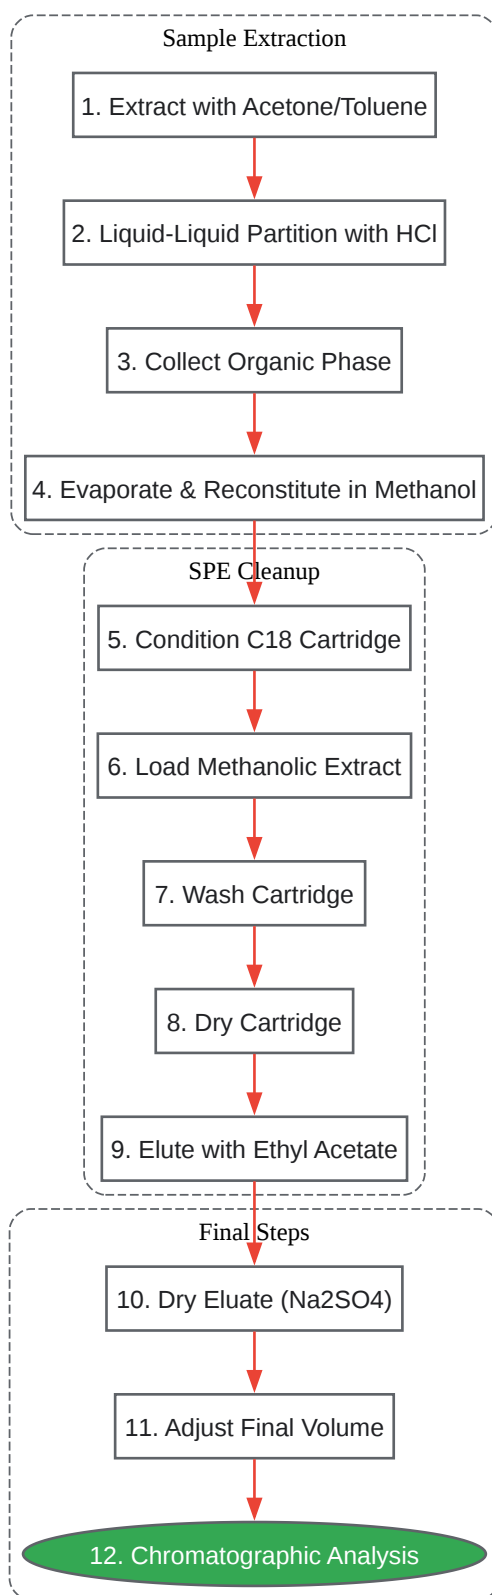 Sample Extraction
1. Extract with Acetone/Toluene
2. Liquid-Liquid Partition with HCl
3. Collect Organic Phase
4. Evaporate & Reconstitute in Methanol
SPE Cleanup
5. Condition C18 Cartridge
6. Load Methanolic Extract
7. Wash Cartridge
8. Dry Cartridge
9. Elute with Ethyl Acetate
Final Steps
10. Dry Eluate (Na2SO4)
11. Adjust Final Volume
12. Chromatographic Analysis